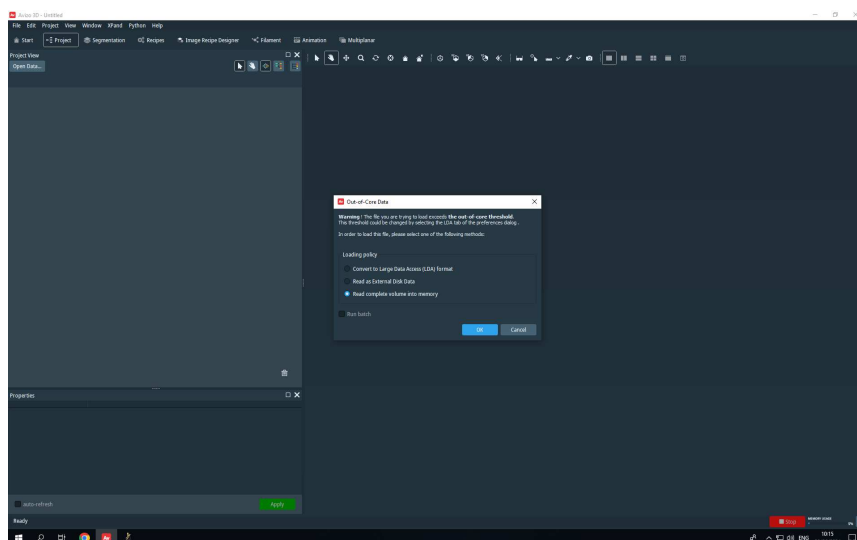 Avizo 3D - Untitled
File Edit Project View Window XPand Python Help
Start Project Segmentation Recipes Image Recipe Designer Filament Animation Multiplanar
Project View
Open Data...
Out-of-Core Data
Warning ! The file you are trying to load exceeds the out-of-core threshold.
This threshold could be changed by selecting the LDA tab of the preferences dialog .
In order to load this file, please select one of the following methods:
Loading policy
Convert to Large Data Access (LDA) format
Read as External Disk Data
Read complete volume into memory
Run batch
OK Cancel
Properties
auto-refresh Apply
Ready
Stop MEMORY USAGE
ENG 10:15